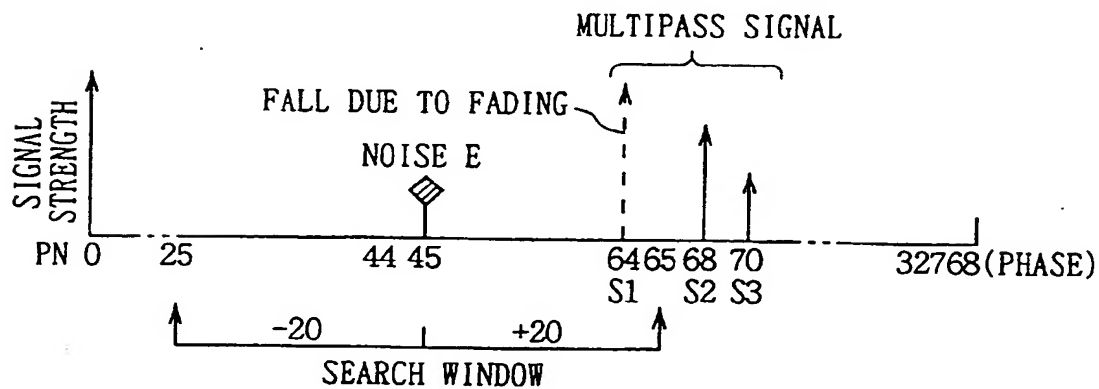 MULTIPASS SIGNAL
FALL DUE TO FADING
NOISE E
SIGNAL
STRENGTH
PN 0 25 44 45 64 65 68 70 32768(PHASE)
S1 S2 S3
-20 +20
SEARCH WINDOW